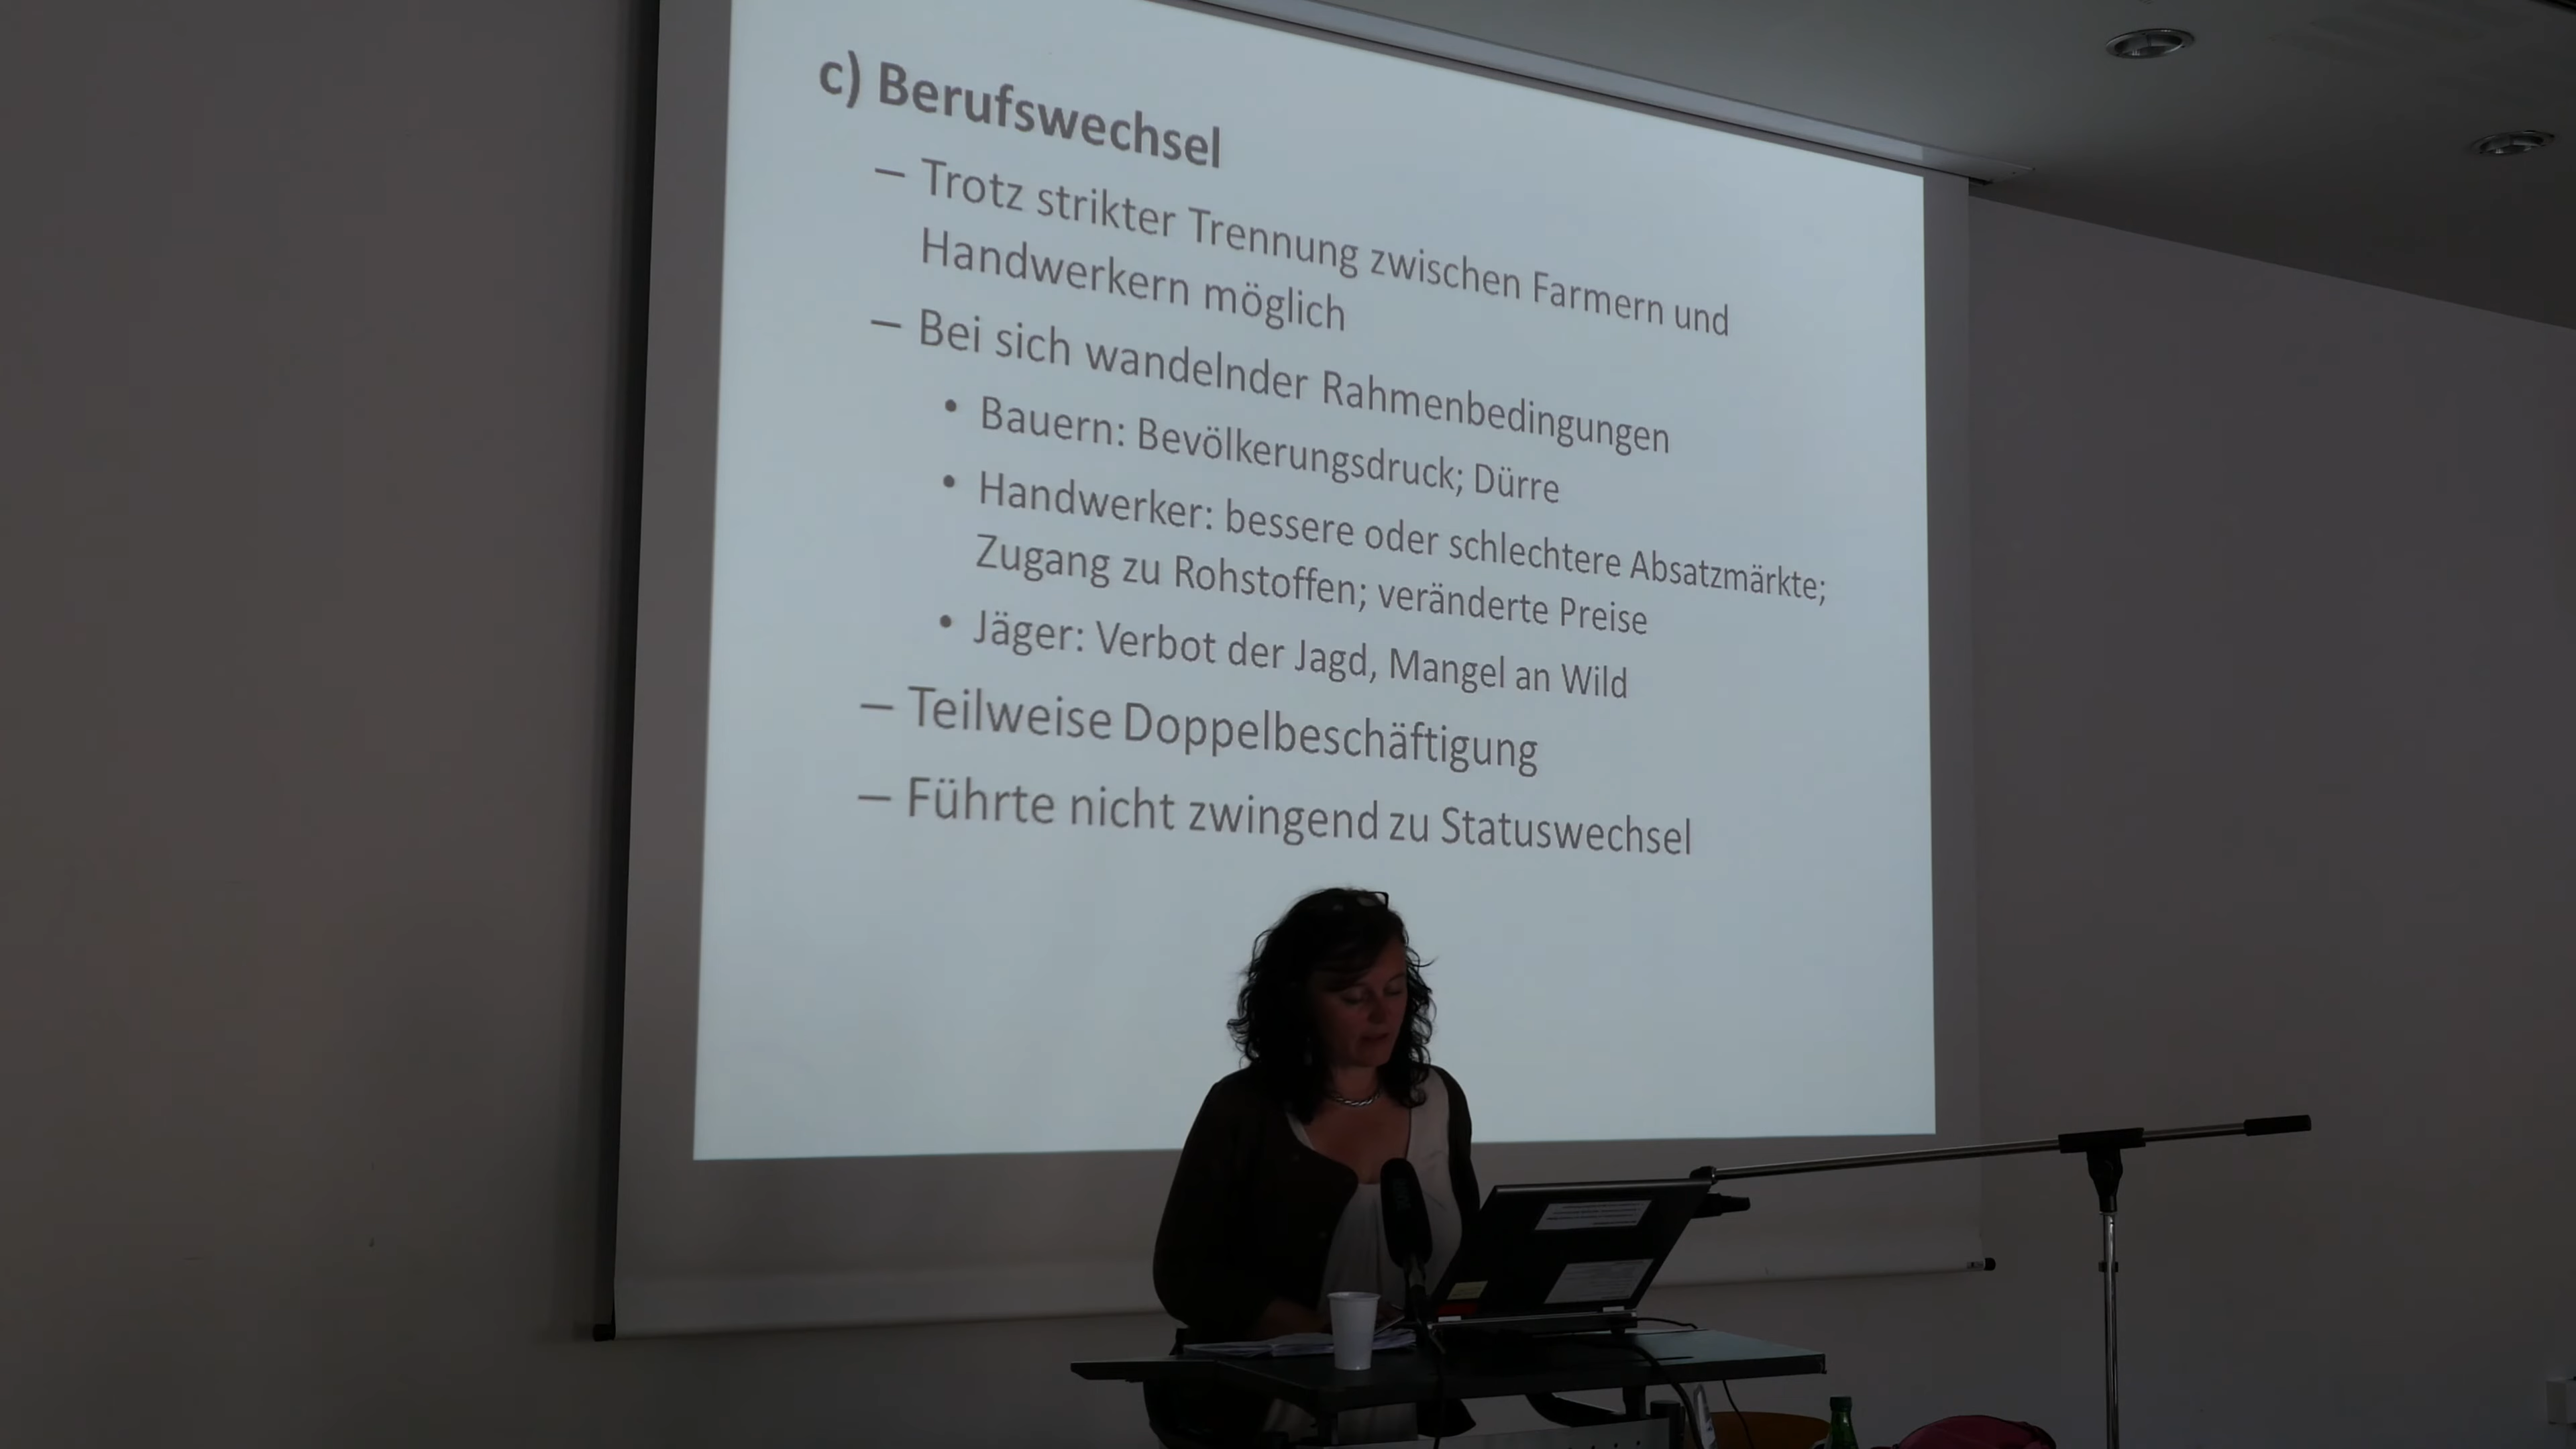 c) Berufswechsel
– Trotz strikter Trennung zwischen Farmern und
Handwerkern möglich
– Bei sich wandelnder Rahmenbedingungen
• Bauern: Bevölkerungsdruck; Dürre
• Handwerker: bessere oder schlechtere Absatzmärkte;
Zugang zu Rohstoffen; veränderte Preise
• Jäger: Verbot der Jagd, Mangel an Wild
– Teilweise Doppelbeschäftigung
– Führte nicht zwingend zu Statuswechsel